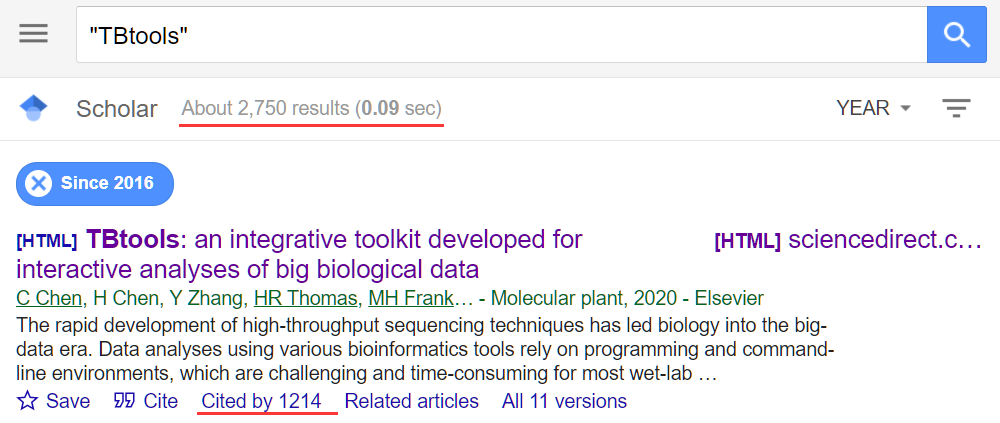 "TBtools"
Scholar About 2,750 results (0.09 sec) YEAR
Since 2016
[HTML] TBtools: an integrative toolkit developed for [HTML] sciencedirect.c…
interactive analyses of big biological data
C Chen, H Chen, Y Zhang, HR Thomas, MH Frank… - Molecular plant, 2020 - Elsevier
The rapid development of high-throughput sequencing techniques has led biology into the big-
data era. Data analyses using various bioinformatics tools rely on programming and command-
line environments, which are challenging and time-consuming for most wet-lab …
Save Cite Cited by 1214 Related articles All 11 versions